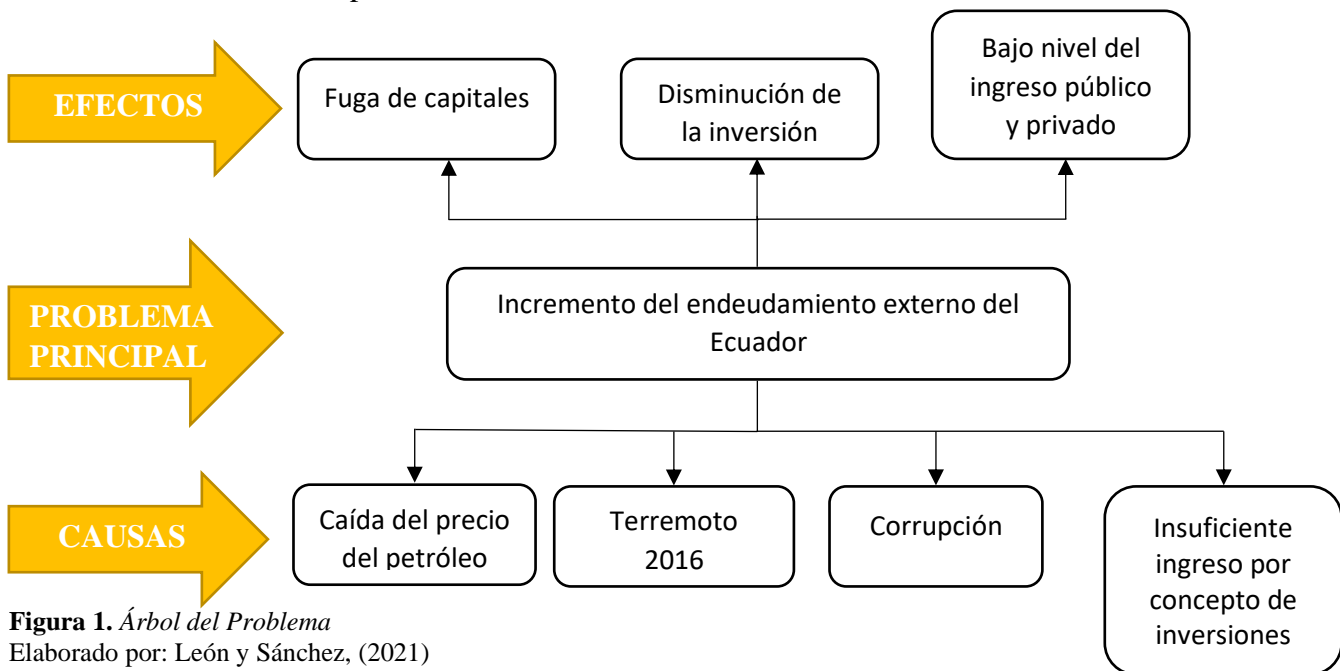 EFECTOS
Fuga de capitales
Disminución de
la inversión
Bajo nivel del
ingreso público
y privado
PROBLEMA
PRINCIPAL
Incremento del endeudamiento externo del
Ecuador
CAUSAS
Caída del precio
del petróleo
Terremoto
2016
Corrupción
Insuficiente
ingreso por
concepto de
inversiones
Figura 1. Árbol del Problema
Elaborado por: León y Sánchez, (2021)